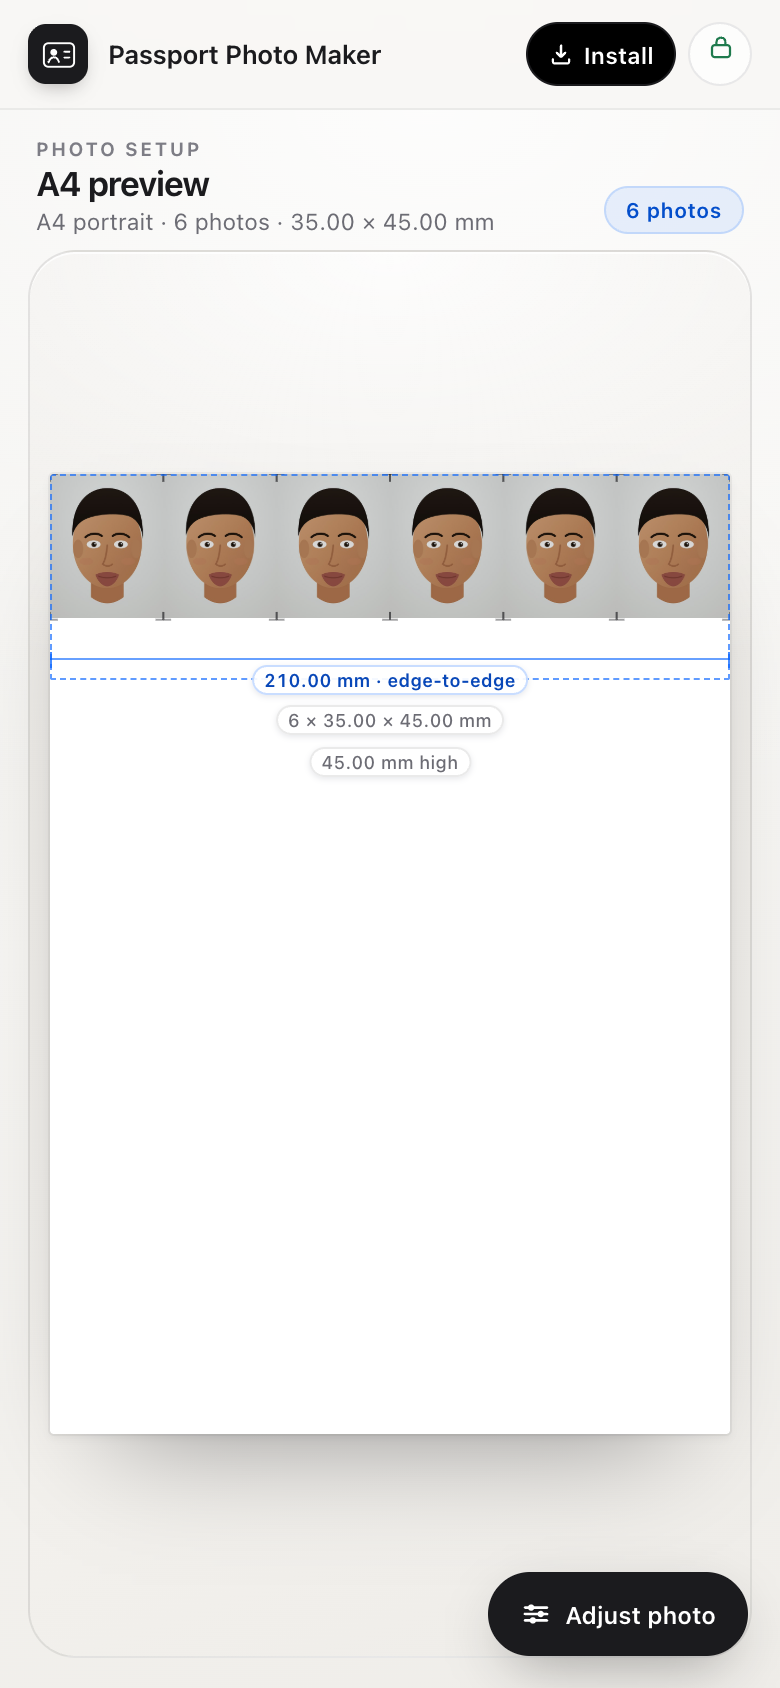 Passport Photo Maker
Install
PHOTO SETUP
A4 preview
A4 portrait · 6 photos · 35.00 × 45.00 mm
6 photos
210.00 mm · edge-to-edge
6 × 35.00 × 45.00 mm
45.00 mm high
Adjust photo